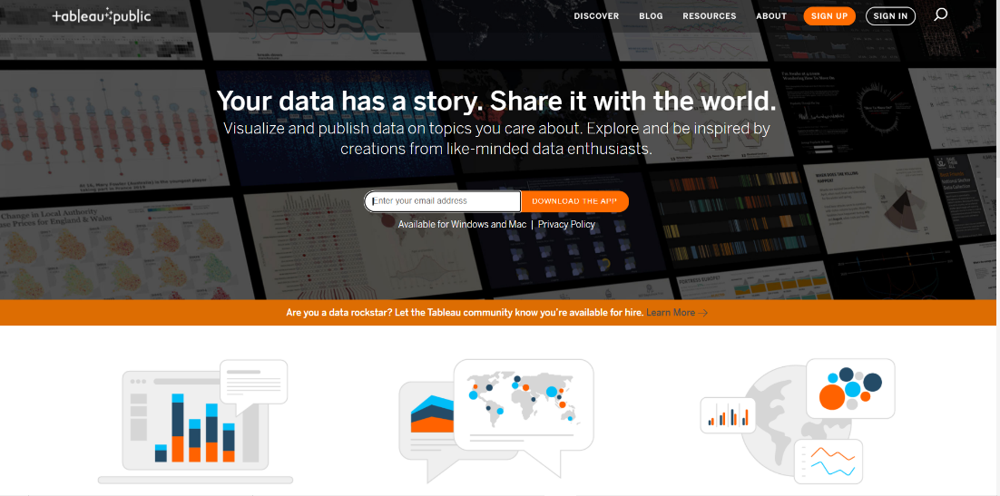 +ableau+public
DISCOVER BLOG RESOURCES ABOUT SIGN UP SIGN IN
Your data has a story. Share it with the world.
Visualize and publish data on topics you care about. Explore and be inspired by
creations from like-minded data enthusiasts.
Enter your email address DOWNLOAD THE APP
Available for Windows and Mac | Privacy Policy
Change in Local Authority
House Prices for England & Wales
FORTRESS EUROPE?
Are you a data rockstar? Let the Tableau community know you're available for hire. Learn More →